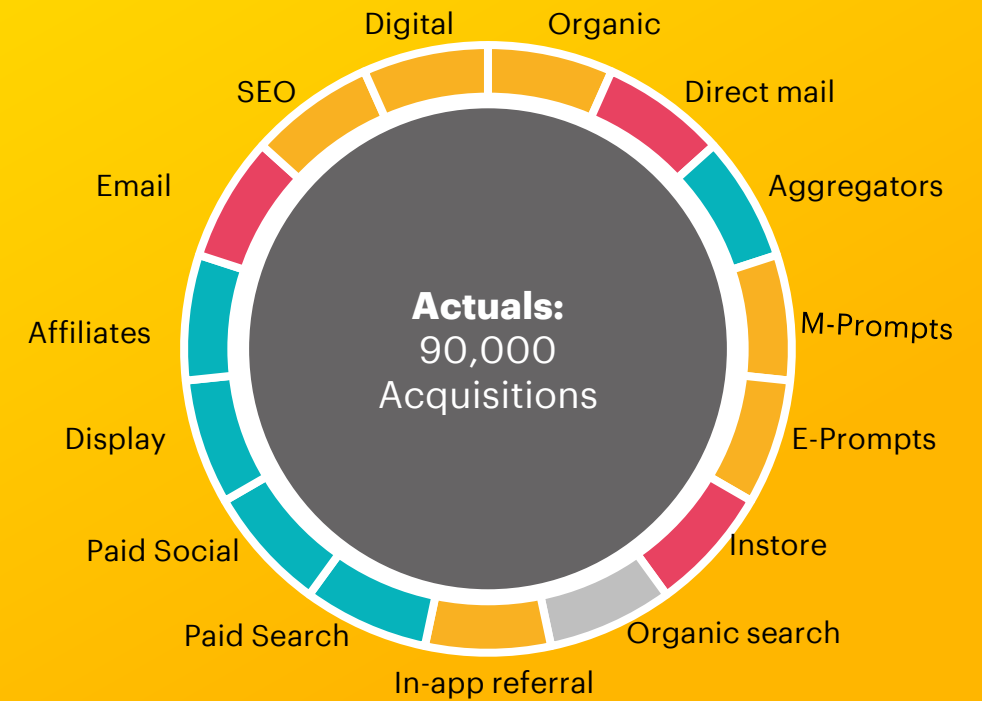 Digital
Organic
SEO
Direct mail
Email
Aggregators
Actuals:
90,000
Acquisitions
Affiliates
M-Prompts
Display
E-Prompts
Paid Social
Instore
Paid Search
Organic search
In-app referral